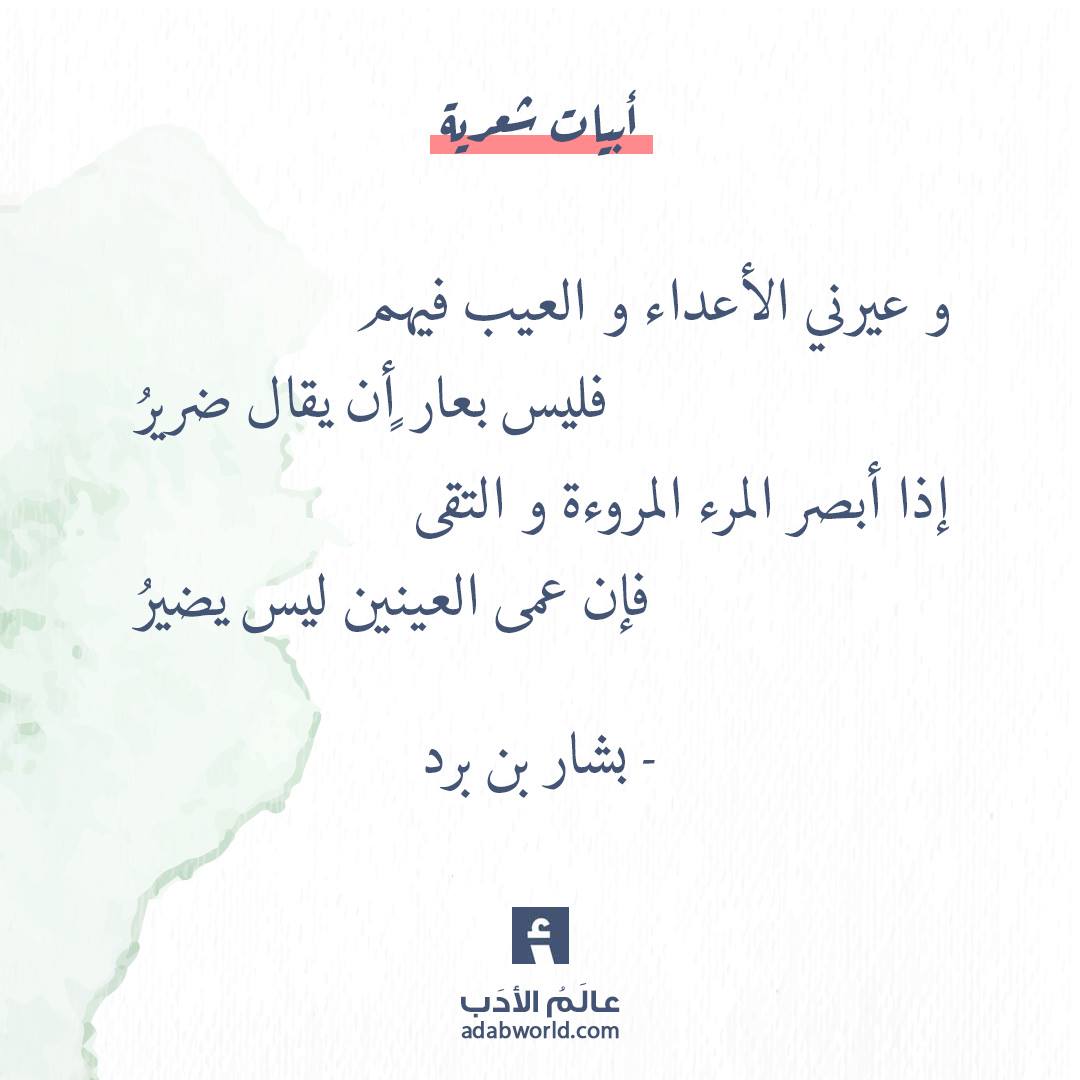 أبيات شعرية
و عيرني الأعداء و العيب فيهم
فليس بعارٍ أن يقال ضريرُ
إذا أبصر المرء المروءة و التقى
فإن عمى العينين ليس يضيرُ
- بشار بن برد
أ
عالَمُ الأدَب
adabworld.com